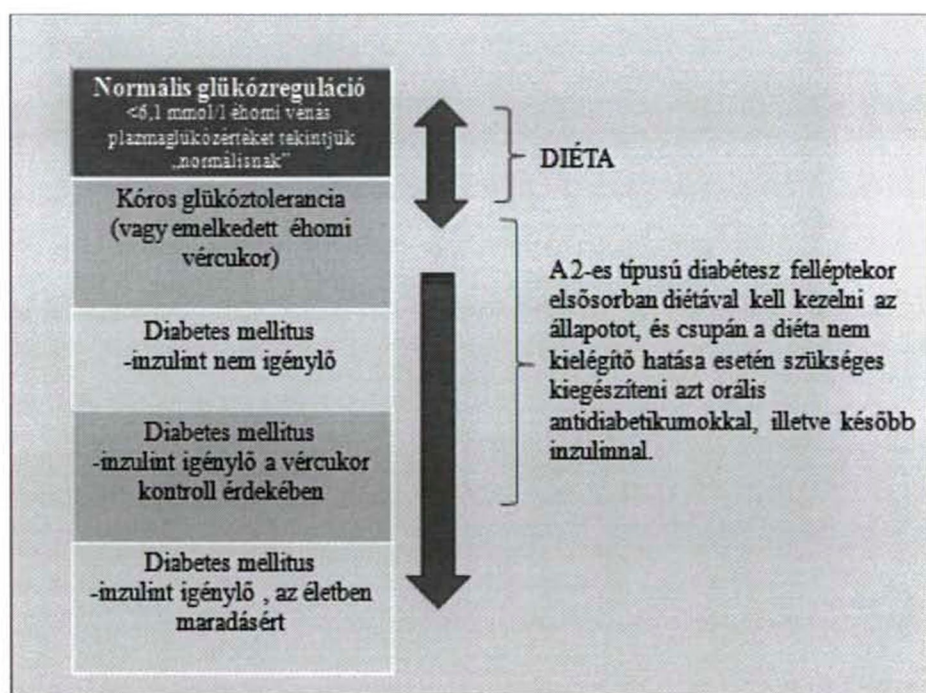 Normális glükózreguláció
<6,1 mmol/l éhomi vénás
plazmaglükózértéket tekintjük
„normálisnak”
Kóros glükóztolerancia
(vagy emelkedett éhomi
vércukor)
Diabetes mellitus
-inzulint nem igénylő
Diabetes mellitus
-inzulint igénylő a vércukor
kontroll érdekében
Diabetes mellitus
-inzulint igénylő , az életben
maradásért
DIÉTA
A 2-es típusú diabétesz felléptekor
elsősorban diétával kell kezelni az
állapotot, és csupán a diéta nem
kielégítő hatása esetén szükséges
kiegészíteni azt orális
antidiabetikumokkal, illetve később
inzulinnal.